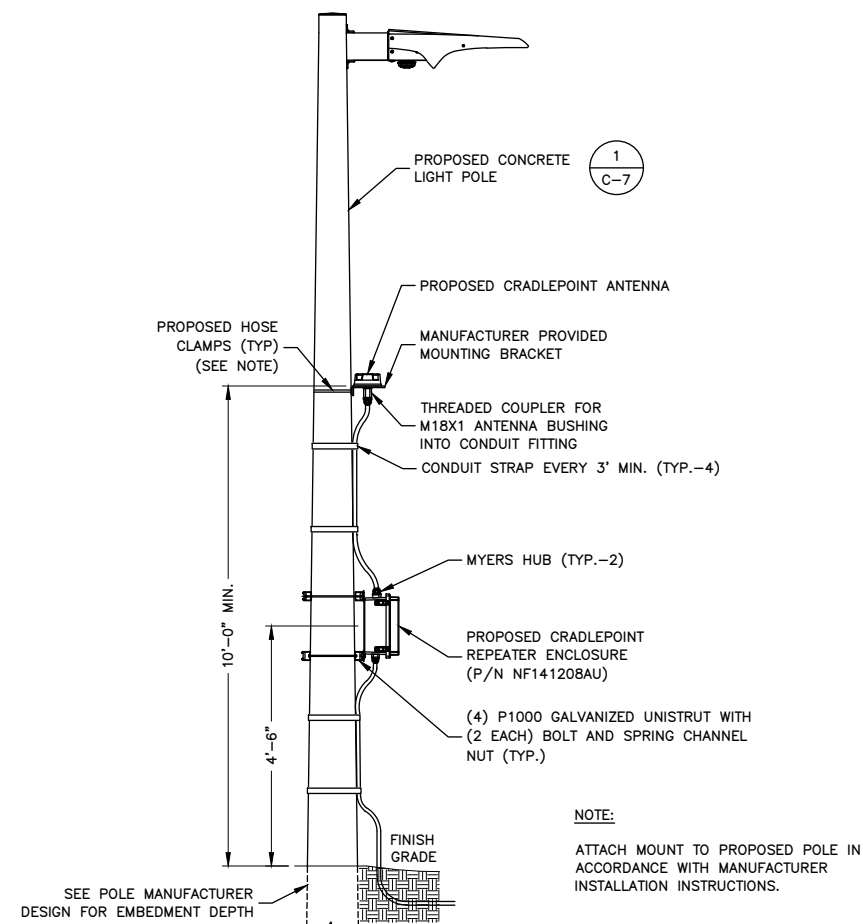 PROPOSED CONCRETE
LIGHT POLE
1
C-7
PROPOSED CRADLEPOINT ANTENNA
PROPOSED HOSE
CLAMPS (TYP)
(SEE NOTE)
MANUFACTURER PROVIDED
MOUNTING BRACKET
THREADED COUPLER FOR
M18X1 ANTENNA BUSHING
INTO CONDUIT FITTING
CONDUIT STRAP EVERY 3' MIN. (TYP.-4)
MYERS HUB (TYP.-2)
10'-0" MIN.
PROPOSED CRADLEPOINT
REPEATER ENCLOSURE
(P/N NF141208AU)
(4) P1000 GALVANIZED UNISTRUT WITH
(2 EACH) BOLT AND SPRING CHANNEL
NUT (TYP.)
4'-6"
FINISH
GRADE
NOTE:
ATTACH MOUNT TO PROPOSED POLE IN
ACCORDANCE WITH MANUFACTURER
INSTALLATION INSTRUCTIONS.
SEE POLE MANUFACTURER
DESIGN FOR EMBEDMENT DEPTH